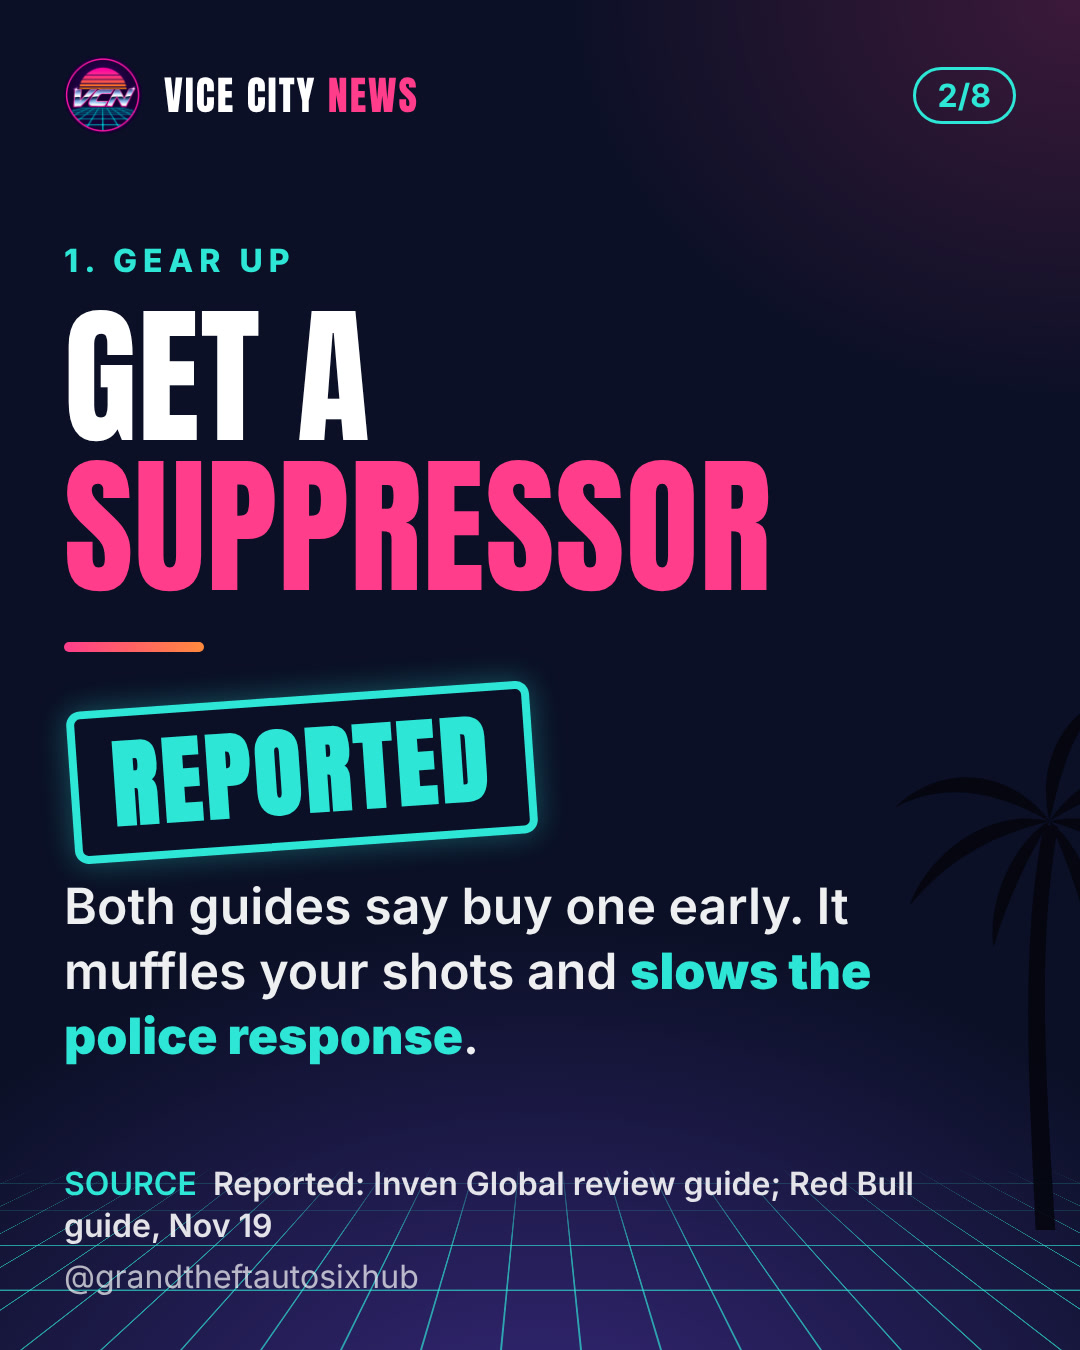 VCN
VICE CITY NEWS
2/8
1. GEAR UP
GET A
SUPPRESSOR
REPORTED
Both guides say buy one early. It
muffles your shots and slows the
police response.
SOURCE Reported: Inven Global review guide; Red Bull
guide, Nov 19
@grandtheftautosixhub